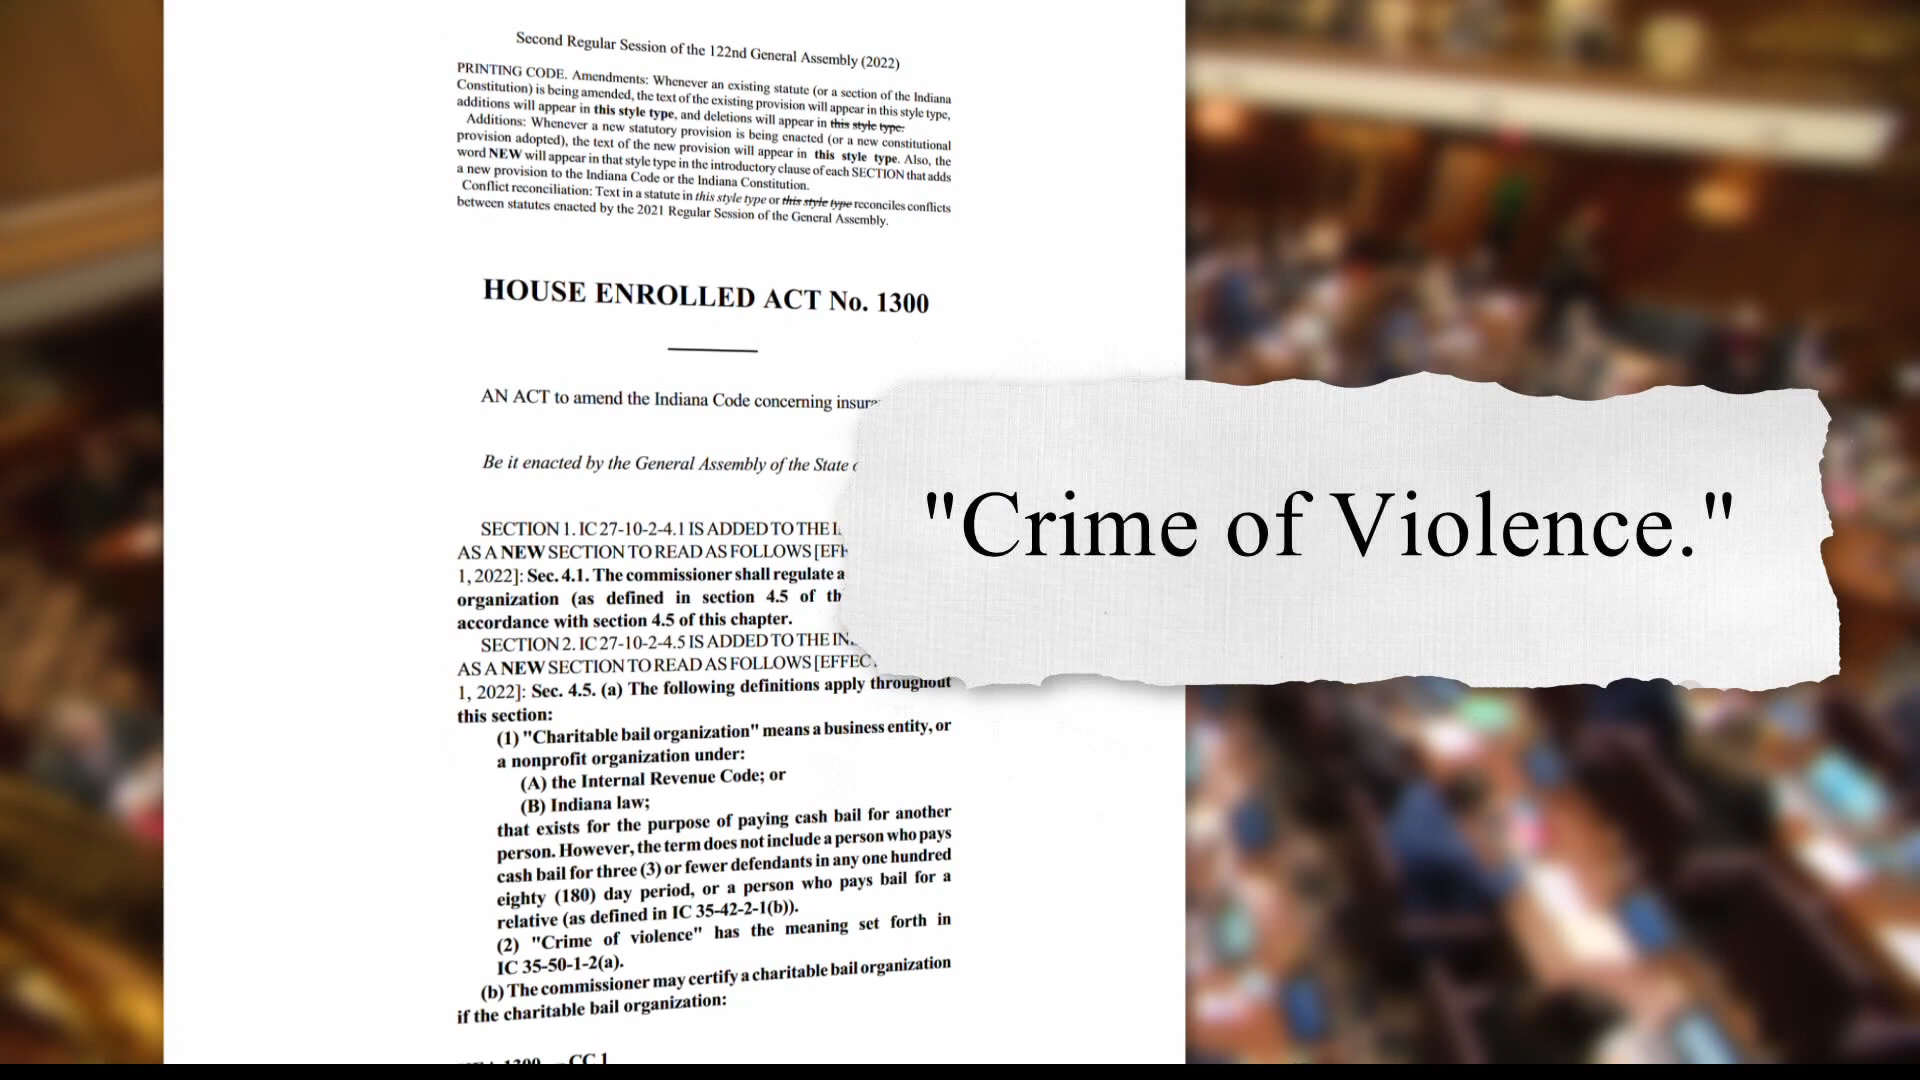 Second Regular Session of the 122nd General Assembly (2022)
PRINTING CODE. Amendments: Whenever an existing statute (or a section of the Indiana
Constitution) is being amended, the text of the existing provision will appear in this style type,
additions will appear in this style type, and deletions will appear in this style type.
Additions: Whenever a new statutory provision is being enacted (or a new constitutional
provision adopted), the text of the new provision will appear in this style type. Also, the
word NEW will appear in that style type in the introductory clause of each SECTION that adds
a new provision to the Indiana Code or the Indiana Constitution.
Conflict reconciliation: Text in a statute in this style type or this style type reconciles conflicts
between statutes enacted by the 2021 Regular Session of the General Assembly.
HOUSE ENROLLED ACT No. 1300
AN ACT to amend the Indiana Code concerning
Be it enacted by the General Assembly of the State
"Crime of Violence."
SECTION 1. IC 27-10-2-4.1 IS ADDED TO THE
AS A NEW SECTION TO READ AS FOLLOWS
1, 2022]: Sec. 4.1. The commissioner shall regulate a
organization (as defined in section 4.5 of
accordance with section 4.5 of this chapter.
SECTION 2. IC 27-10-2-4.5 IS ADDED TO THE
AS A NEW SECTION TO READ AS FOLLOWS
1, 2022]: Sec. 4.5. (a) The following definitions apply throughout
this section:
(1) "Charitable bail organization" means a business entity, or
a nonprofit organization under:
(A) the Internal Revenue Code; or
(B) Indiana law;
that exists for the purpose of paying cash bail for another
person. However, the term does not include a person who pays
cash bail for three (3) or fewer defendants in any one hundred
eighty (180) day period, or a person who pays bail for a
relative (as defined in IC 35-42-2-1(b)).
(2) "Crime of violence" has the meaning set forth in
IC 35-50-1-2(a).
(b) The commissioner may certify a charitable bail organization
if the charitable bail organization:
1300 CC 1